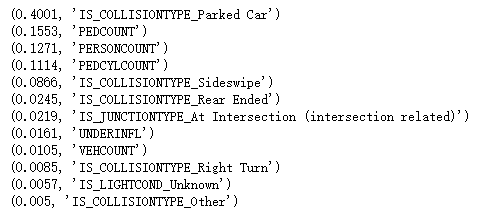 (0.4001, 'IS_COLLISIONTYPE_Parked Car')
(0.1553, 'PEDCOUNT')
(0.1271, 'PERSONCOUNT')
(0.1114, 'PEDCYLCOUNT')
(0.0866, 'IS_COLLISIONTYPE_Sideswipe')
(0.0245, 'IS_COLLISIONTYPE_Rear Ended')
(0.0219, 'IS_JUNCTIONTYPE_At Intersection (intersection related)')
(0.0161, 'UNDERINFL')
(0.0105, 'VEHCOUNT')
(0.0085, 'IS_COLLISIONTYPE_Right Turn')
(0.0057, 'IS_LIGHTCOND_Unknown')
(0.005, 'IS_COLLISIONTYPE_Other')